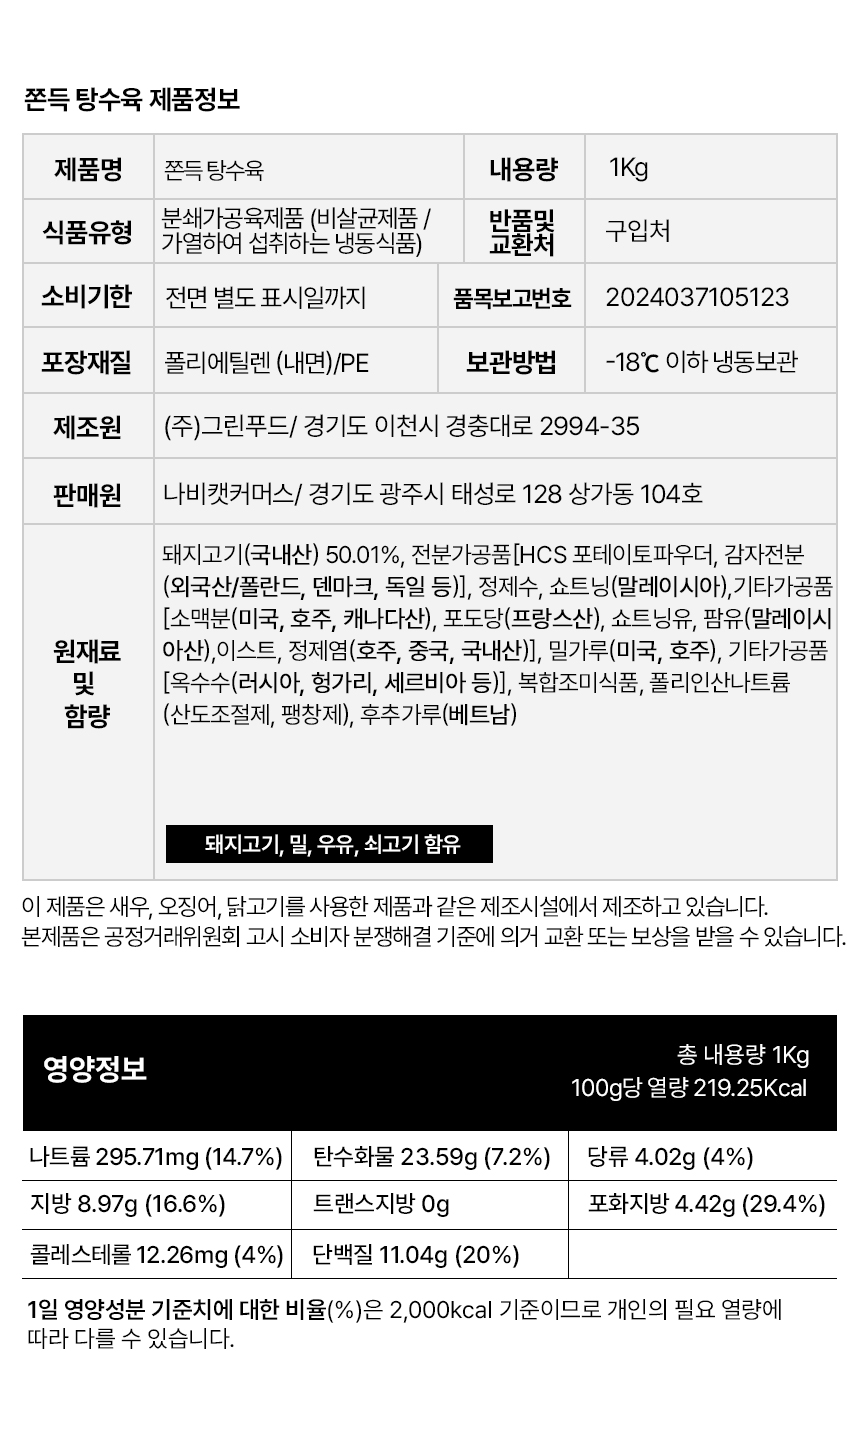 쫀득 탕수육 제품정보
제품명 쫀득 탕수육 내용량 1Kg
식품유형 분쇄가공육제품 (비살균제품 / 가열하여 섭취하는 냉동식품) 반품및 교환처 구입처
소비기한 전면 별도 표시일까지 품목보고번호 2024037105123
포장재질 폴리에틸렌 (내면)/PE 보관방법 -18℃ 이하 냉동보관
제조원 (주)그린푸드/ 경기도 이천시 경충대로 2994-35
판매원 나비캣커머스/ 경기도 광주시 태성로 128 상가동 104호
원재료 및 함량
돼지고기(국내산) 50.01%, 전분가공품[HCS 포테이토파우더, 감자전분
(외국산/폴란드, 덴마크, 독일 등)], 정제수, 쇼트닝(말레이시아),기타가공품
[소맥분(미국, 호주, 캐나다산), 포도당(프랑스산), 쇼트닝유, 팜유(말레이시
아산),이스트, 정제염(호주, 중국, 국내산)], 밀가루(미국, 호주), 기타가공품
[옥수수(러시아, 헝가리, 세르비아 등)], 복합조미식품, 폴리인산나트륨
(산도조절제, 팽창제), 후추가루(베트남)
돼지고기, 밀, 우유, 쇠고기 함유
이 제품은 새우, 오징어, 닭고기를 사용한 제품과 같은 제조시설에서 제조하고 있습니다.
본제품은 공정거래위원회 고시 소비자 분쟁해결 기준에 의거 교환 또는 보상을 받을 수 있습니다.
영양정보
총 내용량 1Kg
100g당 열량 219.25Kcal
나트륨 295.71mg (14.7%) 탄수화물 23.59g (7.2%) 당류 4.02g (4%)
지방 8.97g (16.6%) 트랜스지방 0g 포화지방 4.42g (29.4%)
콜레스테롤 12.26mg (4%) 단백질 11.04g (20%)
1일 영양성분 기준치에 대한 비율(%)은 2,000kcal 기준이므로 개인의 필요 열량에
따라 다를 수 있습니다.